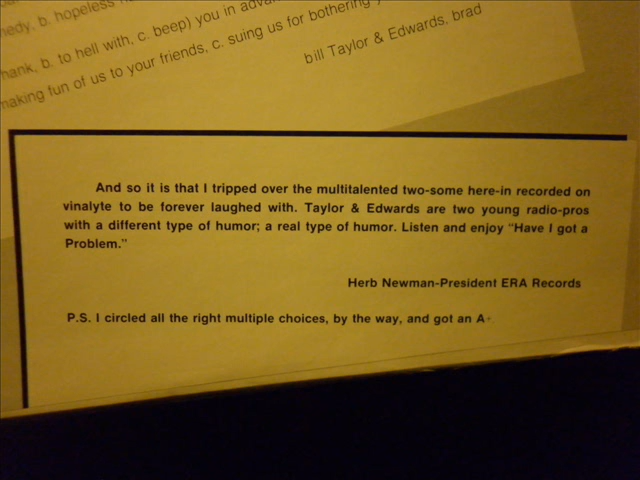 nedy, b. hopeless
hank, b. to hell with, c. beep) you in adva
making fun of us to your friends, c. suing us for bothering
bill Taylor & Edwards, brad
And so it is that I tripped over the multitalented two-some here-in recorded on
vinalyte to be forever laughed with. Taylor & Edwards are two young radio-pros
with a different type of humor; a real type of humor. Listen and enjoy "Have I got a
Problem."
Herb Newman-President ERA Records
P.S. I circled all the right multiple choices, by the way, and got an A+